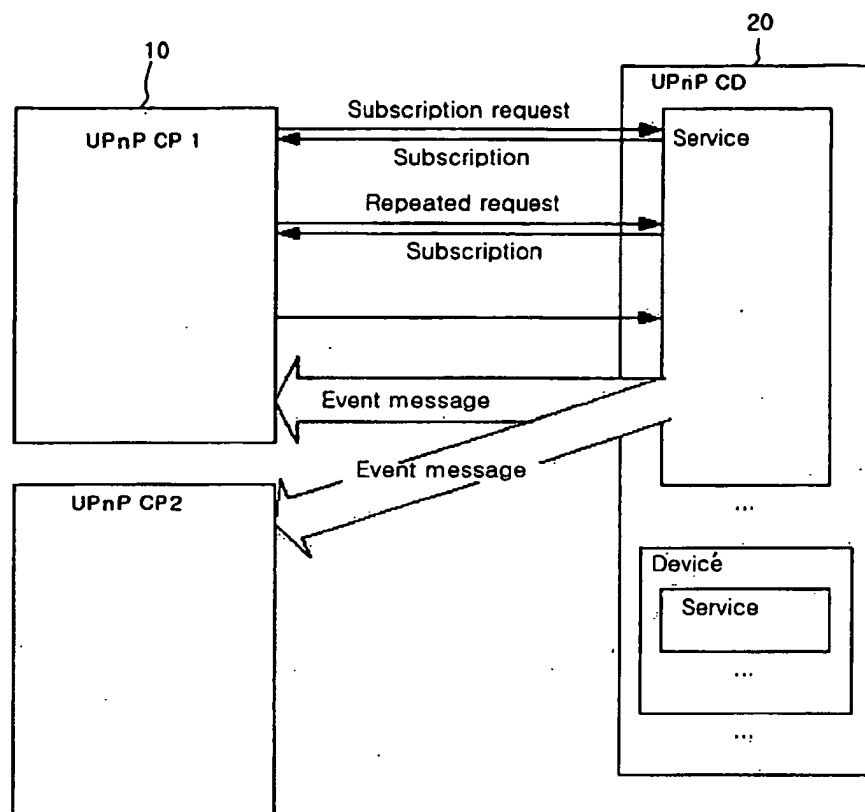 10
20
UPnP CP 1
UPnP CD
Subscription request
Service
Subscription
Repeated request
Subscription
Event message
Event message
UPnP CP2
...
Device
Service
...
...